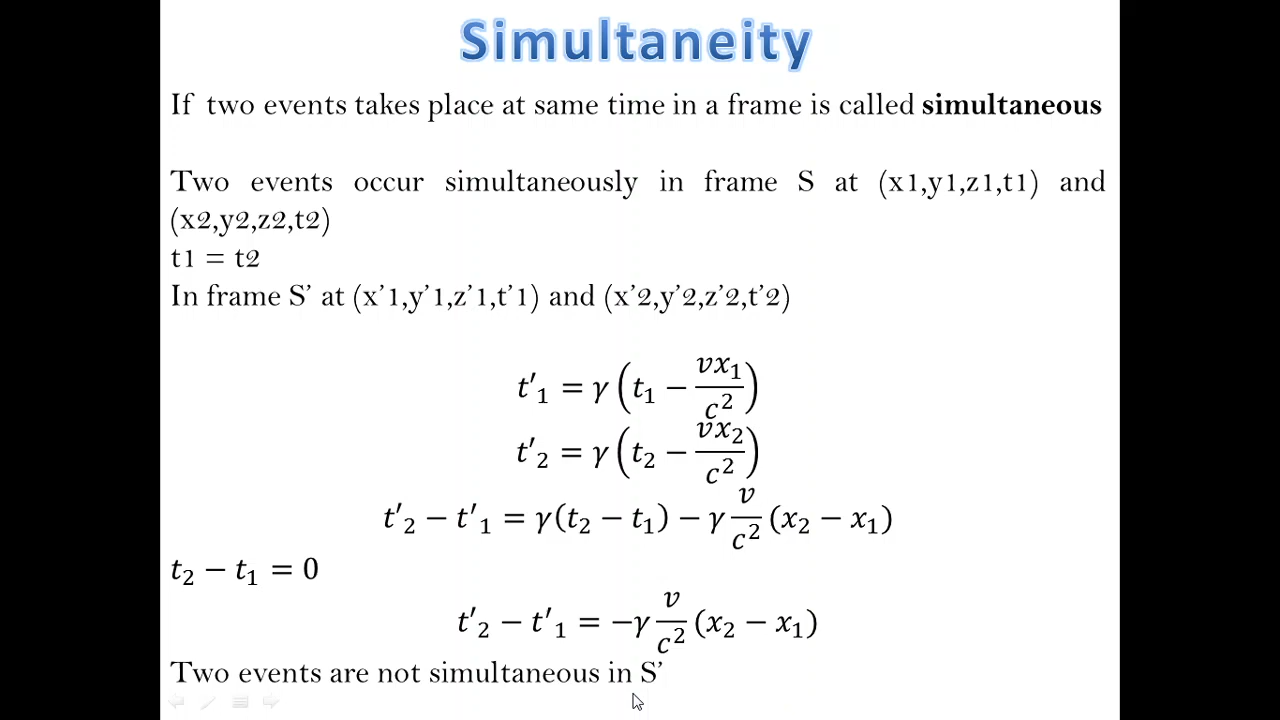 Simultaneity
If two events takes place at same time in a frame is called simultaneous
Two events occur simultaneously in frame S at (x1,y1,z1,t1) and
(x2,y2,z2,t2)
t1 = t2
In frame S’ at (x’1,y’1,z’1,t’1) and (x’2,y’2,z’2,t’2)
t′₁ = γ(t₁ − vx₁/c²)
t′₂ = γ(t₂ − vx₂/c²)
t′₂ − t′₁ = γ(t₂ − t₁) − γ v/c² (x₂ − x₁)
t₂ − t₁ = 0
t′₂ − t′₁ = −γ v/c² (x₂ − x₁)
Two events are not simultaneous in S’